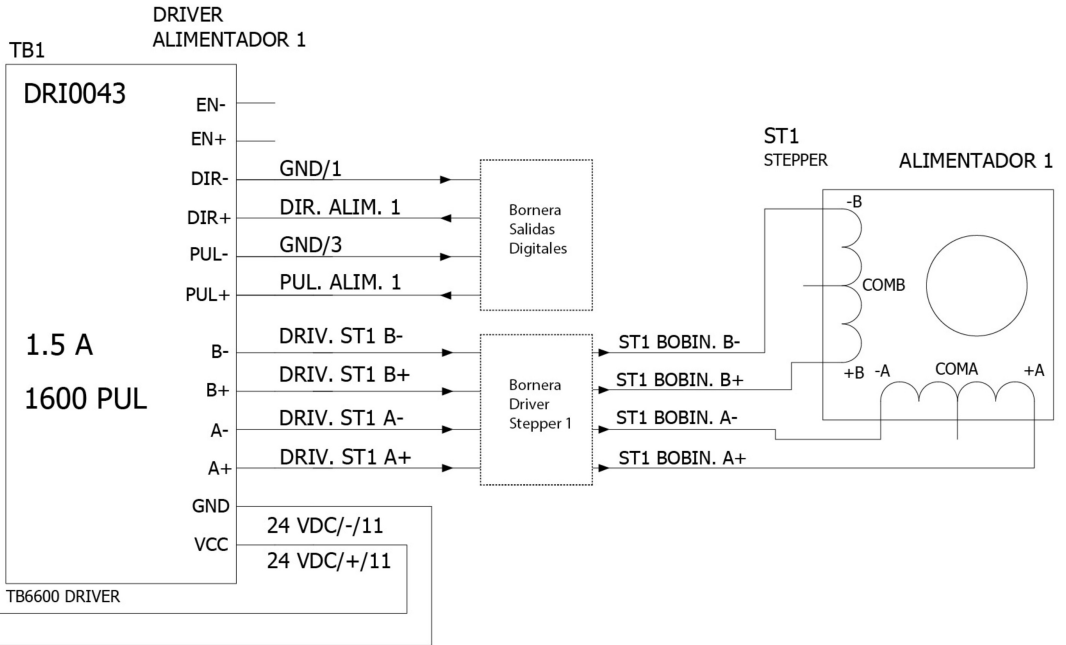 DRIVER
ALIMENTADOR 1
TB1
DRI0043
EN-
EN+
DIR-
GND/1
DIR+
DIR. ALIM. 1
PUL-
GND/3
PUL+
PUL. ALIM. 1
Bornera
Salidas
Digitales
1.5 A
1600 PUL
B-
DRIV. ST1 B-
B+
DRIV. ST1 B+
A-
DRIV. ST1 A-
A+
DRIV. ST1 A+
Bornera
Driver
Stepper 1
ST1 BOBIN. B-
ST1 BOBIN. B+
ST1 BOBIN. A-
ST1 BOBIN. A+
ST1
STEPPER
ALIMENTADOR 1
-B
COMB
+B
-A
COMA
+A
GND
24 VDC/-/11
VCC
24 VDC/+/11
TB6600 DRIVER